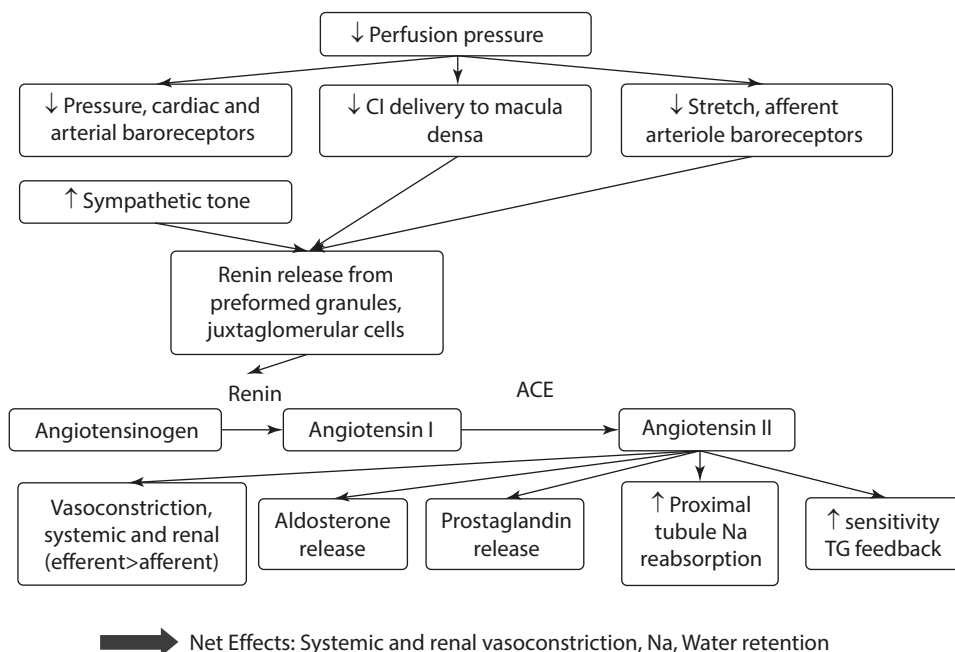 ↓ Perfusion pressure
↓ Pressure, cardiac and
arterial baroreceptors
↓ CI delivery to macula
densa
↓ Stretch, afferent
arteriole baroreceptors
↑ Sympathetic tone
Renin release from
preformed granules,
juxtaglomerular cells
Renin
ACE
Angiotensinogen
Angiotensin I
Angiotensin II
Vasoconstriction,
systemic and renal
(efferent>afferent)
Aldosterone
release
Prostaglandin
release
↑ Proximal
tubule Na
reabsorption
↑ sensitivity
TG feedback
Net Effects: Systemic and renal vasoconstriction, Na, Water retention